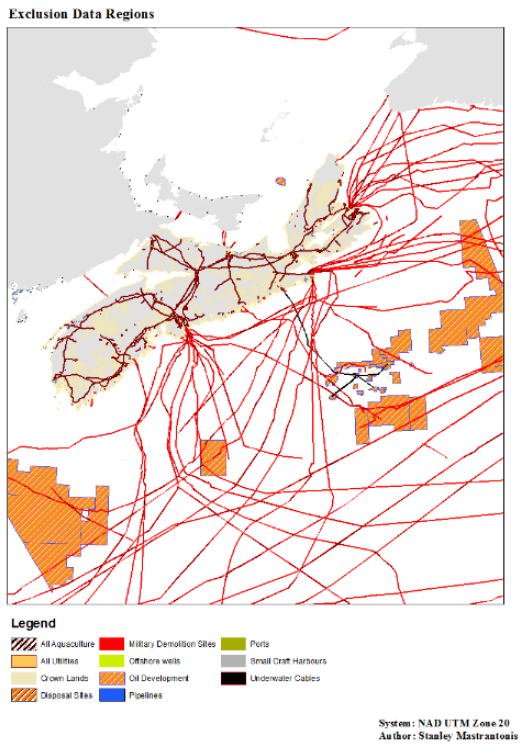 Exclusion Data Regions
Legend
All Aquaculture
Military Demolition Sites
Ports
All Utilities
Offshore wells
Small Craft Harbours
Crown Lands
Oil Development
Underwater Cables
Disposal Sites
Pipelines
System: NAD UTM Zone 20
Author: Stanley Mastrantonis